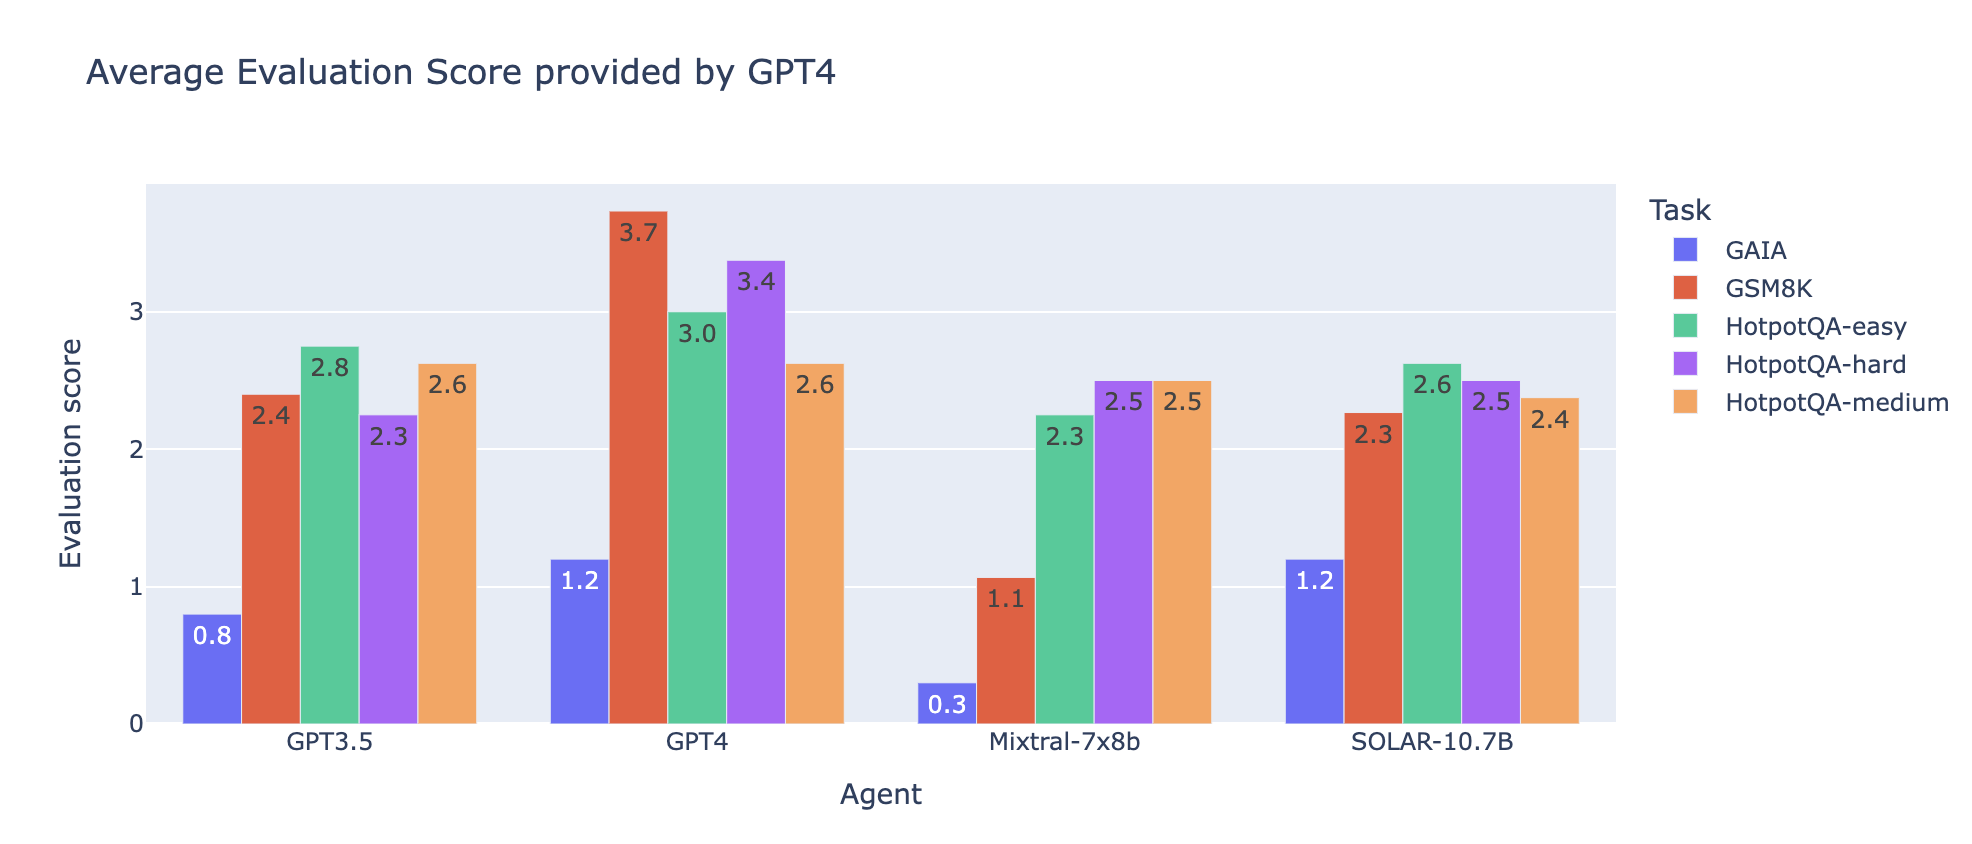 Average Evaluation Score provided by GPT4
Task
GAIA
GSM8K
HotpotQA-easy
HotpotQA-hard
HotpotQA-medium
Evaluation score
3
2
1
0
0.8
2.4
2.8
2.3
2.6
1.2
3.7
3.0
3.4
2.6
0.3
1.1
2.3
2.5
2.5
1.2
2.3
2.6
2.5
2.4
GPT3.5
GPT4
Mixtral-7x8b
SOLAR-10.7B
Agent